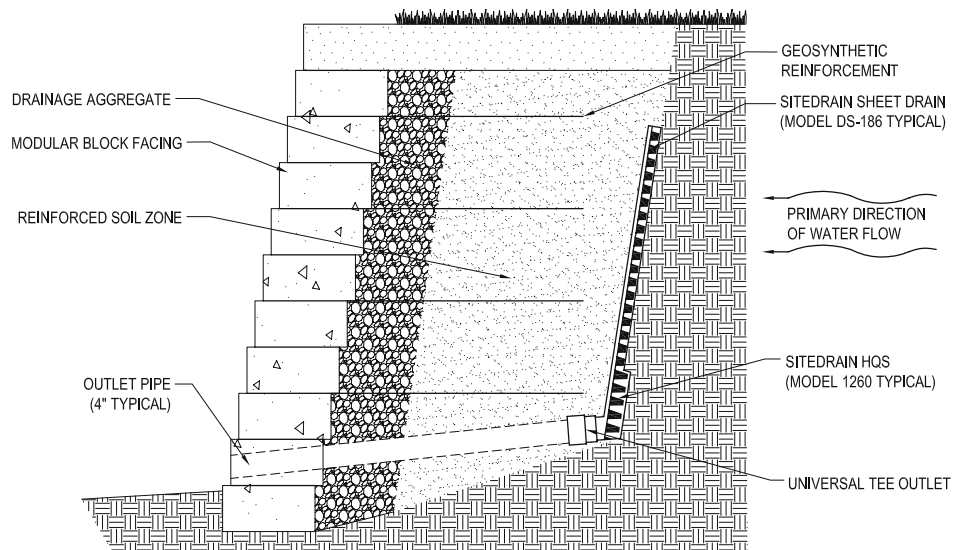 DRAINAGE AGGREGATE
MODULAR BLOCK FACING
REINFORCED SOIL ZONE
OUTLET PIPE
(4" TYPICAL)
GEOSYNTHETIC
REINFORCEMENT
SITEDRAIN SHEET DRAIN
(MODEL DS-186 TYPICAL)
PRIMARY DIRECTION
OF WATER FLOW
SITEDRAIN HQS
(MODEL 1260 TYPICAL)
UNIVERSAL TEE OUTLET